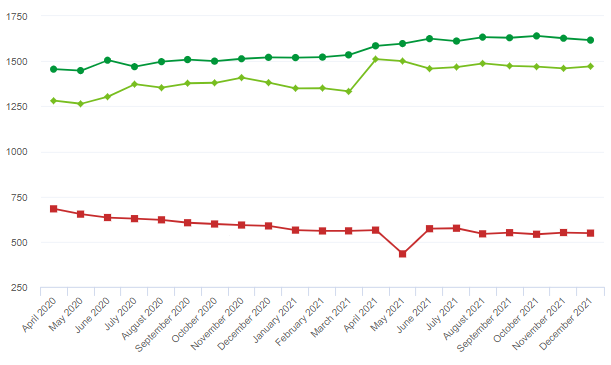 1750
1500
1250
1000
750
500
250
April 2020
May 2020
June 2020
July 2020
August 2020
September 2020
October 2020
November 2020
December 2020
January 2021
February 2021
March 2021
April 2021
May 2021
June 2021
July 2021
August 2021
September 2021
October 2021
November 2021
December 2021